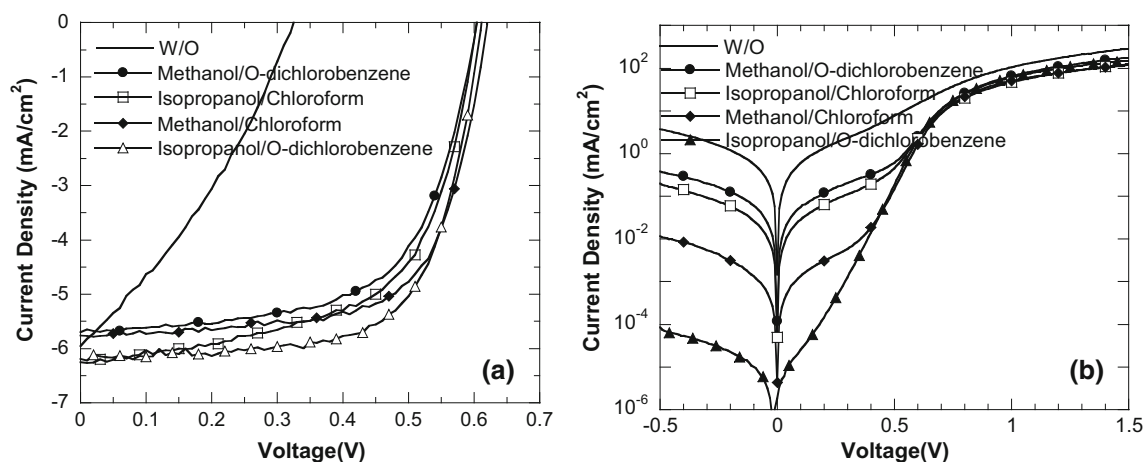 0
-1
-2
-3
-4
-5
-6
-7
Current Density (mA/cm²)
W/O
Methanol/O-dichlorobenzene
Isopropanol/Chloroform
Methanol/Chloroform
Isopropanol/O-dichlorobenzene
(a)
0 0.1 0.2 0.3 0.4 0.5 0.6 0.7
Voltage(V)
10²
10⁰
10⁻²
10⁻⁴
10⁻⁶
Current Density (mA/cm²)
W/O
Methanol/O-dichlorobenzene
Isopropanol/Chloroform
Methanol/Chloroform
Isopropanol/O-dichlorobenzene
(b)
-0.5 0 0.5 1 1.5
Voltage(V)